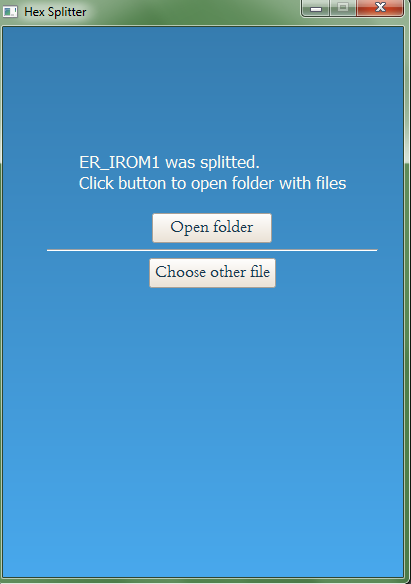 Hex Splitter
ER_IROM1 was splitted.
Click button to open folder with files
Open folder
Choose other file